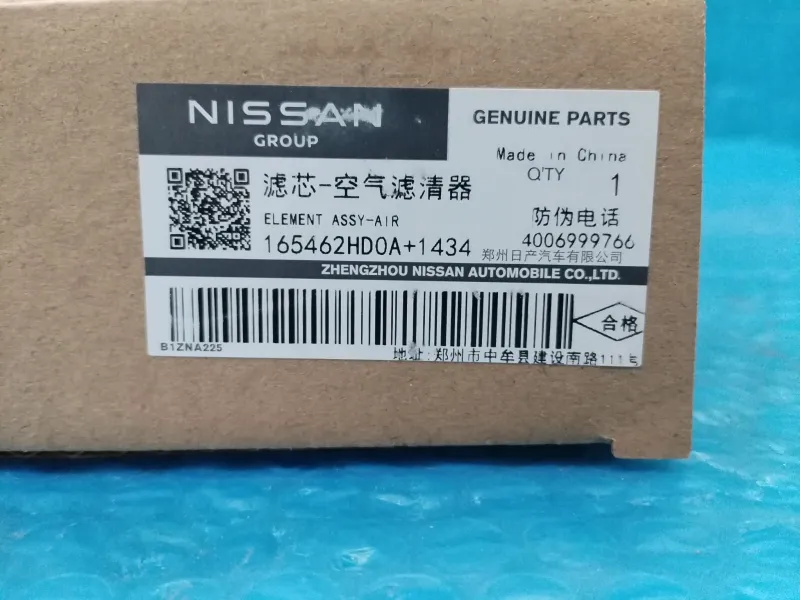 NISSAN
GROUP
GENUINE PARTS
Made in China
Q'TY 1
滤芯-空气滤清器
ELEMENT ASSY-AIR
防伪电话
165462HD0A+1434
4006999766
郑州日产汽车有限公司
ZHENGZHOU NISSAN AUTOMOBILE CO.,LTD.
合格
B1ZNA225
地址:郑州市中牟县建设南路111号